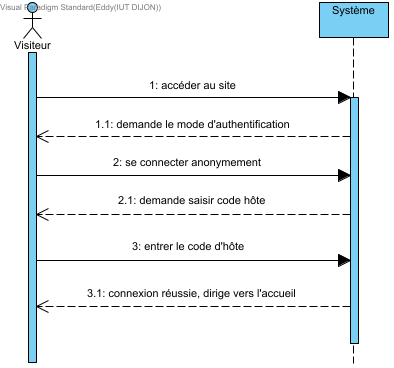 Visual Paradigm Standard(Eddy(IUT DIJON))
Système
Visiteur
1: accéder au site
1.1: demande le mode d'authentification
2: se connecter anonymement
2.1: demande saisir code hôte
3: entrer le code d'hôte
3.1: connexion réussie, dirige vers l'accueil